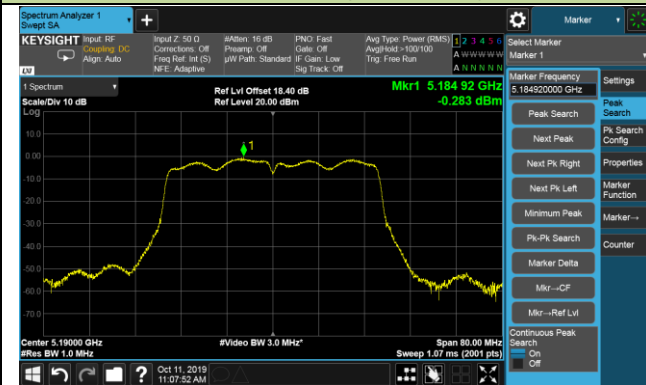 Spectrum Analyzer 1
Swept SA
Marker
KEYSIGHT
Input: RF
Coupling: DC
Align: Auto
Input Z: 50 Ω
Corrections: Off
Freq Ref: Int (S)
NFE: Adaptive
#Atten: 16 dB
Preamp: Off
µW Path: Standard
PNO: Fast
Gate: Off
IF Gain: Low
Sig Track: Off
Avg Type: Power (RMS)
Avg|Hold:>100/100
Trig: Free Run
1 2 3 4 5 6
A W W W W W
A N N N N N
LXI
Select Marker
Marker 1
1 Spectrum
Scale/Div 10 dB
Log
Ref Lvl Offset 18.40 dB
Ref Level 20.00 dBm
Mkr1 5.184 92 GHz
-0.283 dBm
1
10.0
0.00
-10.0
-20.0
-30.0
-40.0
-50.0
-60.0
-70.0
Center 5.19000 GHz
#Res BW 1.0 MHz
#Video BW 3.0 MHz*
Span 80.00 MHz
Sweep 1.07 ms (2001 pts)
Marker Frequency
5.184920000 GHz
Peak Search
Next Peak
Next Pk Right
Next Pk Left
Minimum Peak
Pk-Pk Search
Marker Delta
Mkr→CF
Mkr→Ref Lvl
Continuous Peak
Search
On
Off
Settings
Peak
Search
Pk Search
Config
Properties
Marker
Function
Marker→
Counter
Oct 11, 2019
11:07:52 AM